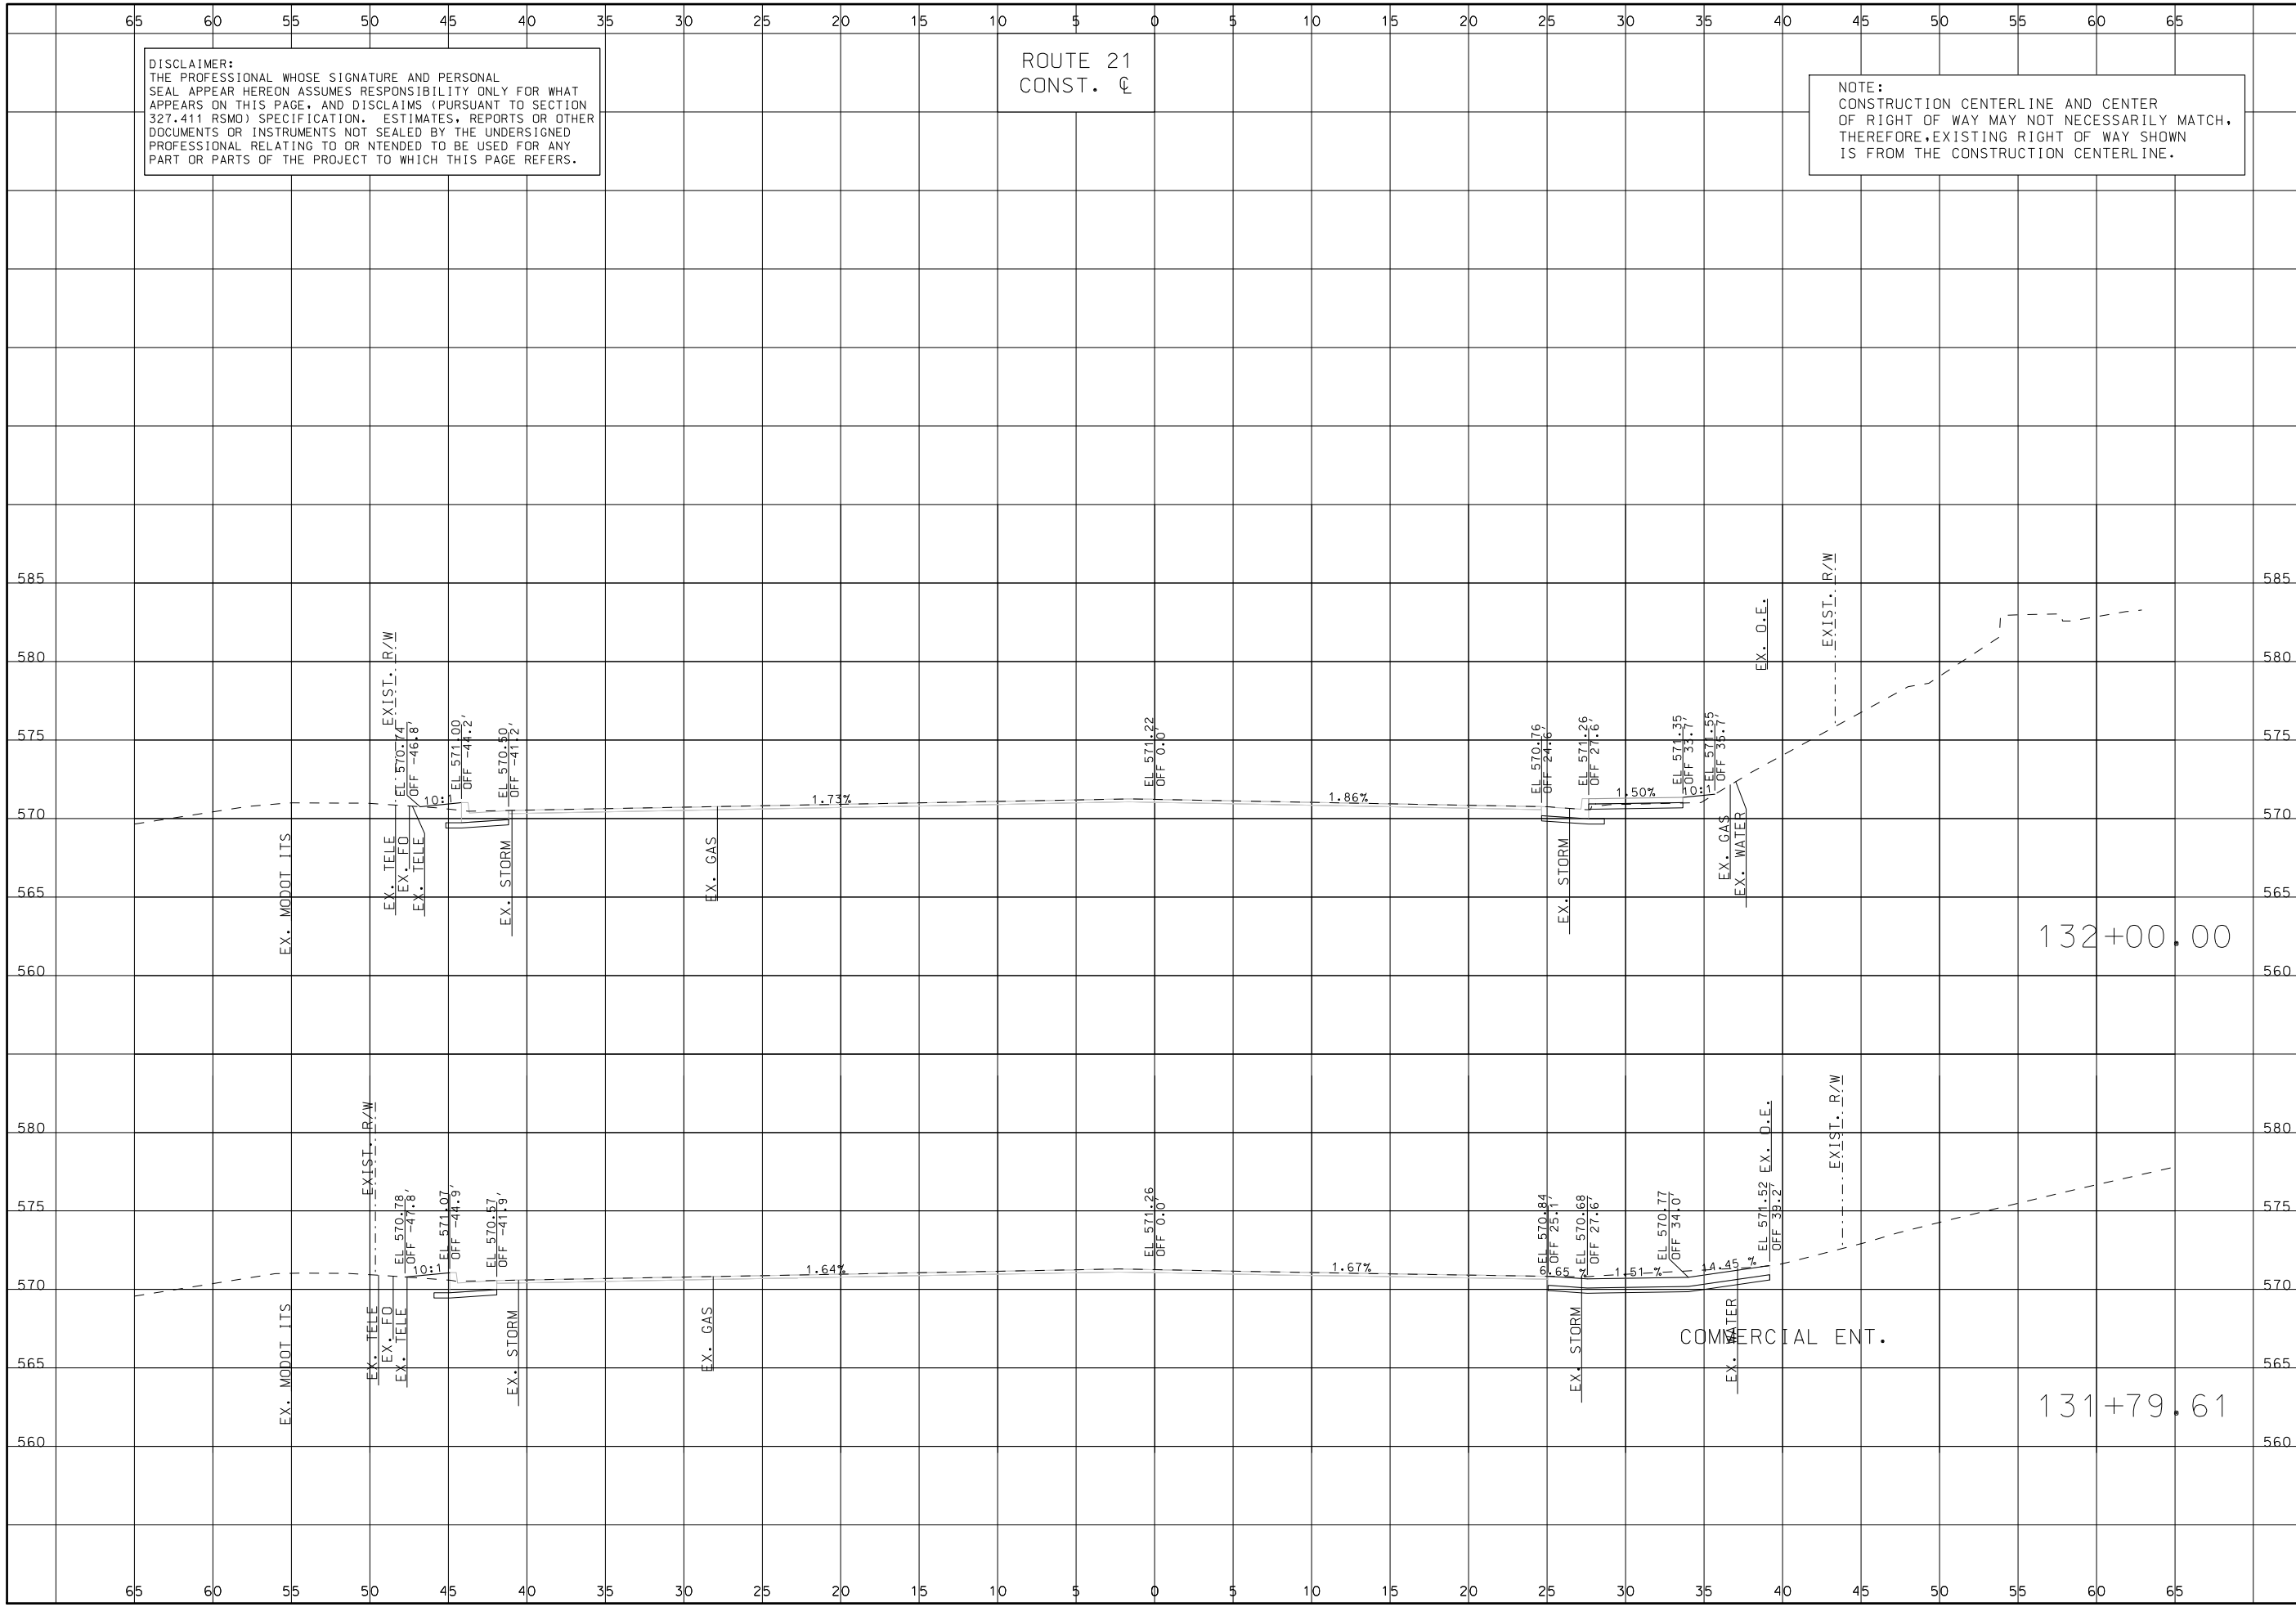 65 60 55 50 45 40 35 30 25 20 15 10 5 0 5 10 15 20 25 30 35 40 45 50 55 60 65
DISCLAIMER:
THE PROFESSIONAL WHOSE SIGNATURE AND PERSONAL
SEAL APPEAR HEREON ASSUMES RESPONSIBILITY ONLY FOR WHAT
APPEARS ON THIS PAGE, AND DISCLAIMS (PURSUANT TO SECTION
327.411 RSMO) SPECIFICATION. ESTIMATES, REPORTS OR OTHER
DOCUMENTS OR INSTRUMENTS NOT SEALED BY THE UNDERSIGNED
PROFESSIONAL RELATING TO OR NTENDED TO BE USED FOR ANY
PART OR PARTS OF THE PROJECT TO WHICH THIS PAGE REFERS.
ROUTE 21
CONST. ℄
NOTE:
CONSTRUCTION CENTERLINE AND CENTER
OF RIGHT OF WAY MAY NOT NECESSARILY MATCH,
THEREFORE,EXISTING RIGHT OF WAY SHOWN
IS FROM THE CONSTRUCTION CENTERLINE.
585 585
580 580
575 575
570 570
565 565
560 560
EX. MODOT ITS
EXIST. R/W
EX. TELE
EX. FO
EX. TELE
EL 570.74
OFF -46.8'
10:1
EL 571.00
OFF -44.2'
EL 570.50
OFF -41.2'
EX. STORM
EX. GAS
1.73%
EL 571.22
OFF 0.0'
1.86%
EL 570.76
OFF 24.6'
EX. STORM
EL 571.26
OFF 27.6'
1.50%
EL 571.35
OFF 33.7'
10:1
EL 571.55
OFF 35.7'
EX. GAS
EX. WATER
EX. O.E.
EXIST. R/W
132+00.00
580 580
575 575
570 570
565 565
560 560
EX. MODOT ITS
EXIST. R/W
EX. TELE
EX. FO
EX. TELE
EL 570.78
OFF -47.8'
10:1
EL 571.07
OFF -44.9'
EL 570.57
OFF -41.9'
EX. STORM
EX. GAS
1.64%
EL 571.26
OFF 0.0'
1.67%
EL 570.84
OFF 25.1'
6.65 %
EX. STORM
EL 570.68
OFF 27.6'
1.51 %
EL 570.77
OFF 34.0'
14.45 %
EX. WATER
EL 571.52
OFF 39.2'
EX. O.E.
EXIST. R/W
COMMERCIAL ENT.
131+79.61
65 60 55 50 45 40 35 30 25 20 15 10 5 0 5 10 15 20 25 30 35 40 45 50 55 60 65